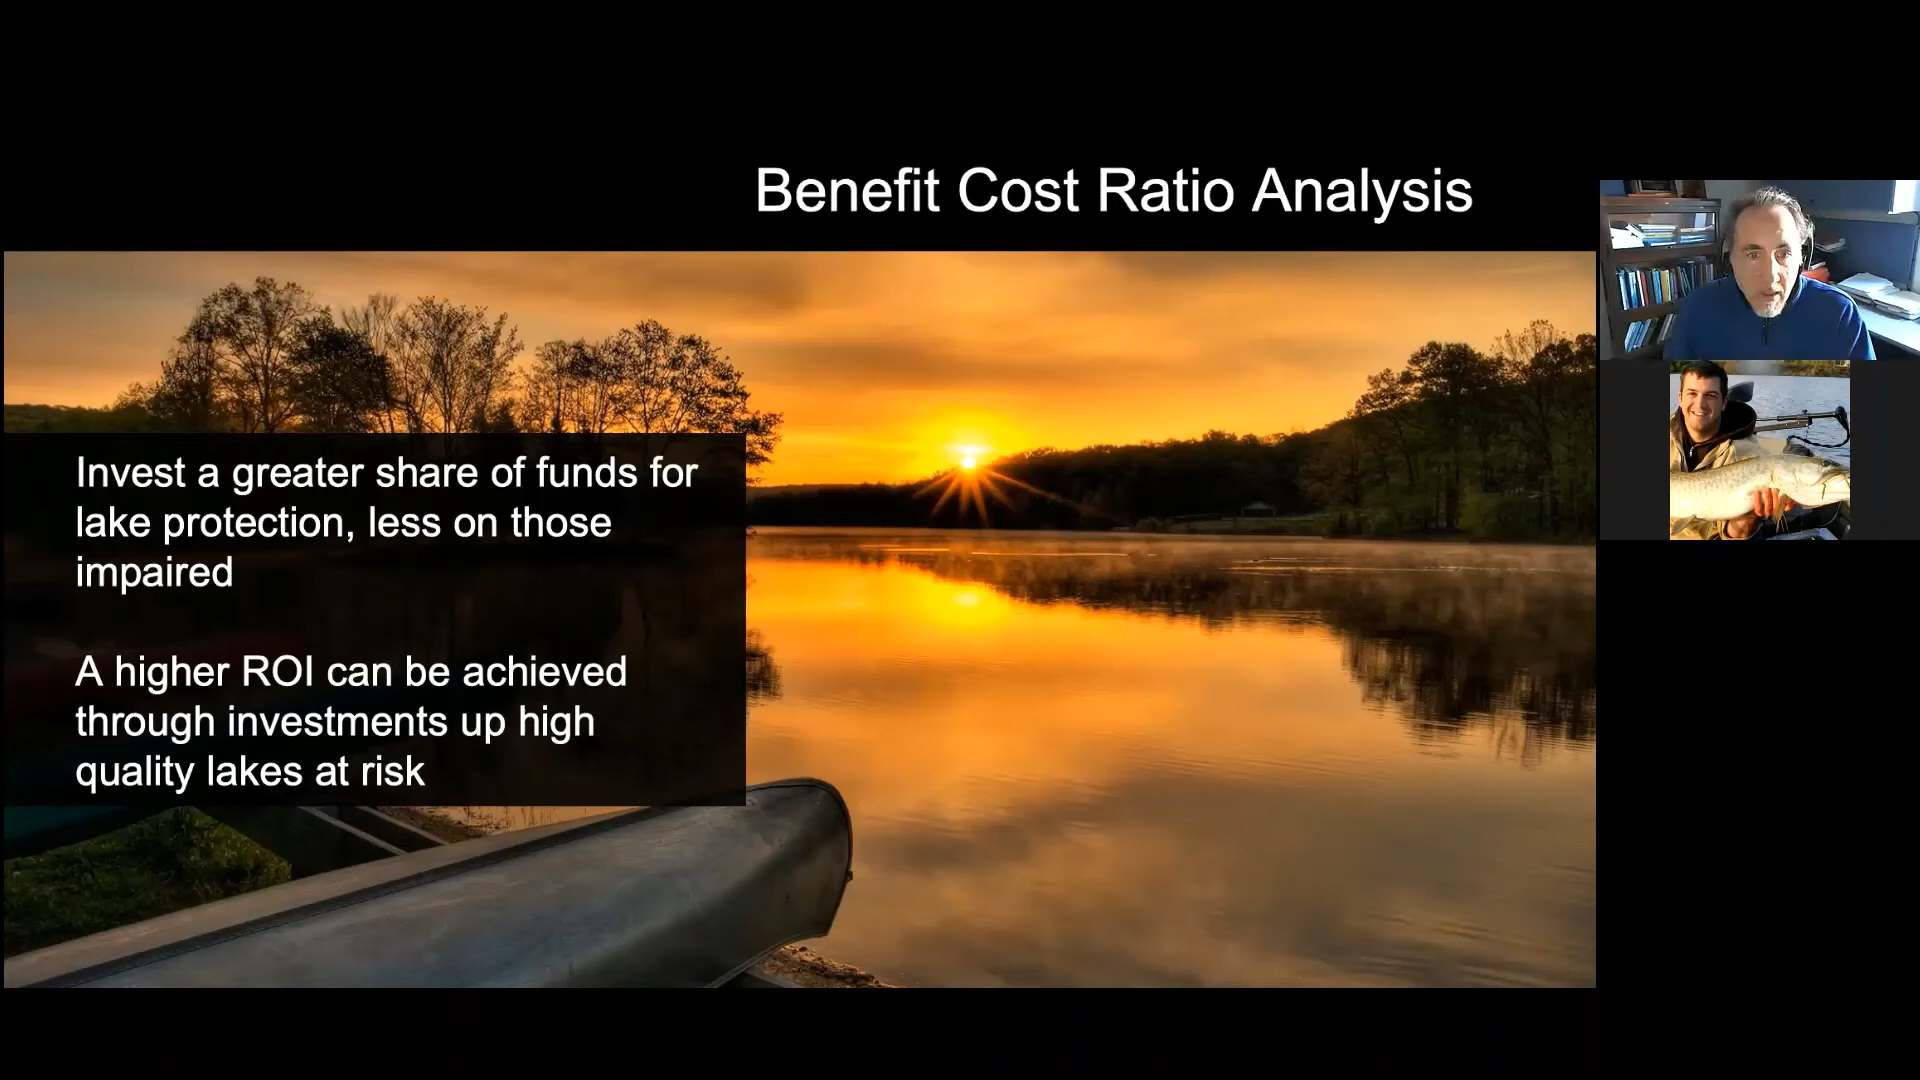 Benefit Cost Ratio Analysis
Invest a greater share of funds for
lake protection, less on those
impaired
A higher ROI can be achieved
through investments up high
quality lakes at risk